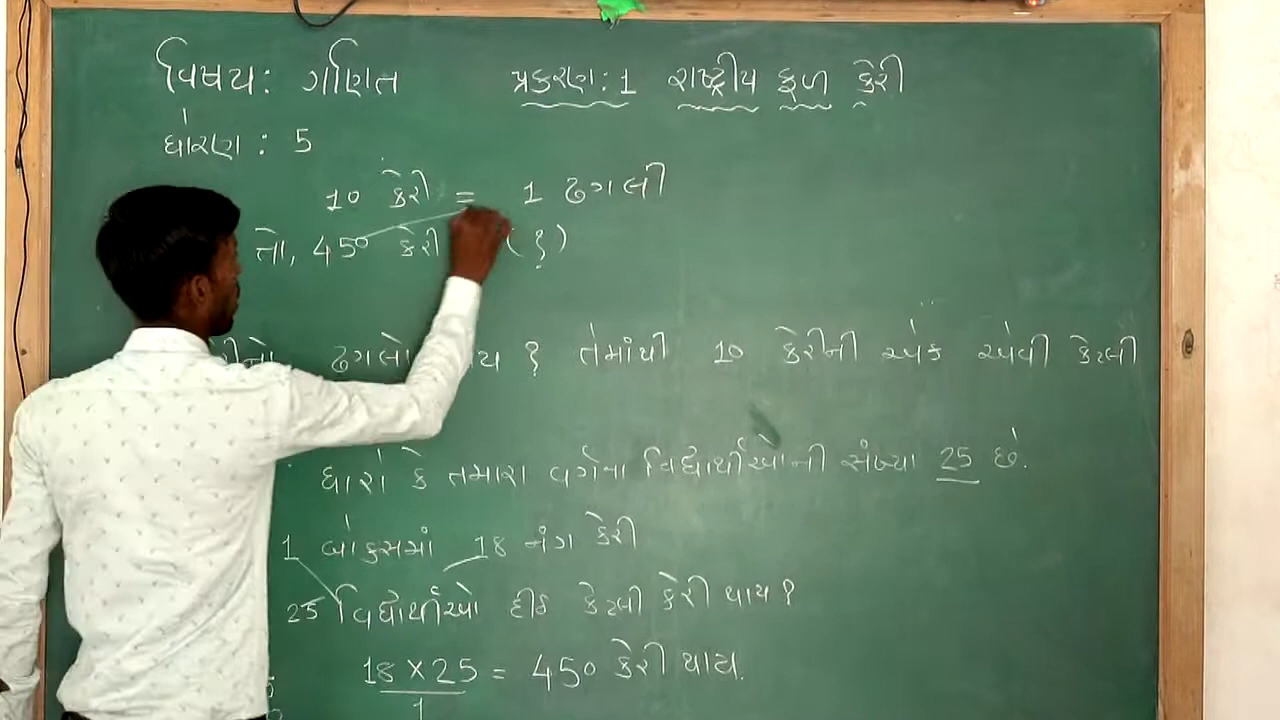 વિષય: ગણિત પ્રકરણ: 1 રાષ્ટ્રીય ફળ કેરી
ધોરણ : 5
10 કેરી = 1 ઢગલી
તો, 450 કેરી (?)
ય ? તેમાંથી 10 કેરીની એક એવી કેટલી
ધારો કે તમારા વર્ગના વિદ્યાર્થીઓની સંખ્યા 25 છે.
1 બોક્સમાં 18 નંગ કેરી
25 વિદ્યાર્થીઓ દીઠ કેટલી કેરી થાય ?
18 × 25 = 450 કેરી થાય.
1